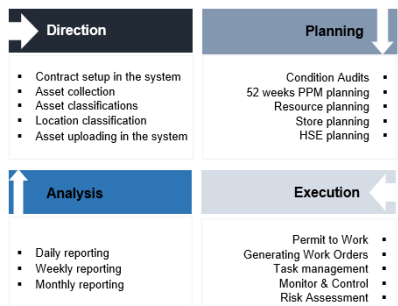 Direction
Contract setup in the system
Asset collection
Asset classifications
Location classification
Asset uploading in the system
Planning
Condition Audits
52 weeks PPM planning
Resource planning
Store planning
HSE planning
Analysis
Daily reporting
Weekly reporting
Monthly reporting
Execution
Permit to Work
Generating Work Orders
Task management
Monitor & Control
Risk Assessment